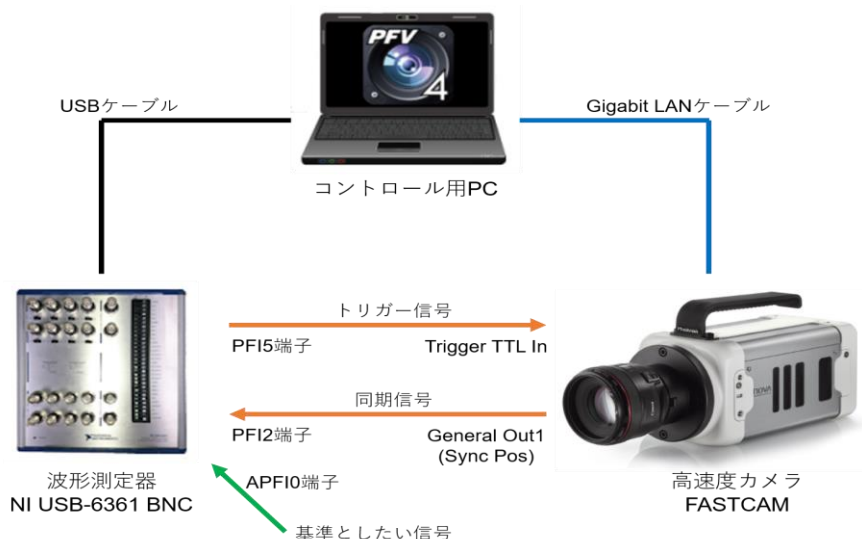 PFV
4
USBケーブル
Gigabit LANケーブル
コントロール用PC
トリガー信号
PFI5端子
Trigger TTL In
同期信号
PFI2端子
General Out1
(Sync Pos)
APFI0端子
波形測定器
NI USB-6361 BNC
高速度カメラ
FASTCAM
基準としたい信号
NOVA